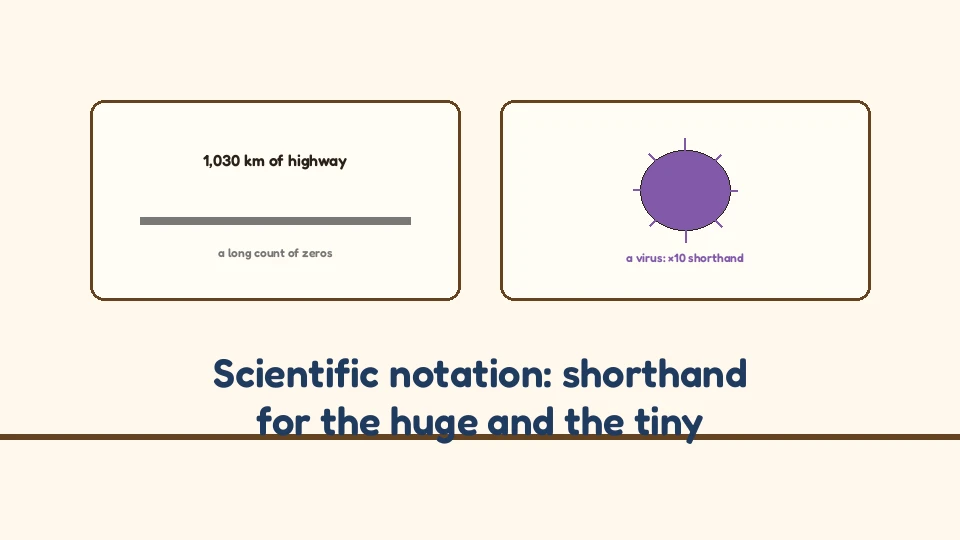 1,030 km of highway
a long count of zeros
a virus: ×10 shorthand
Scientific notation: shorthand
for the huge and the tiny